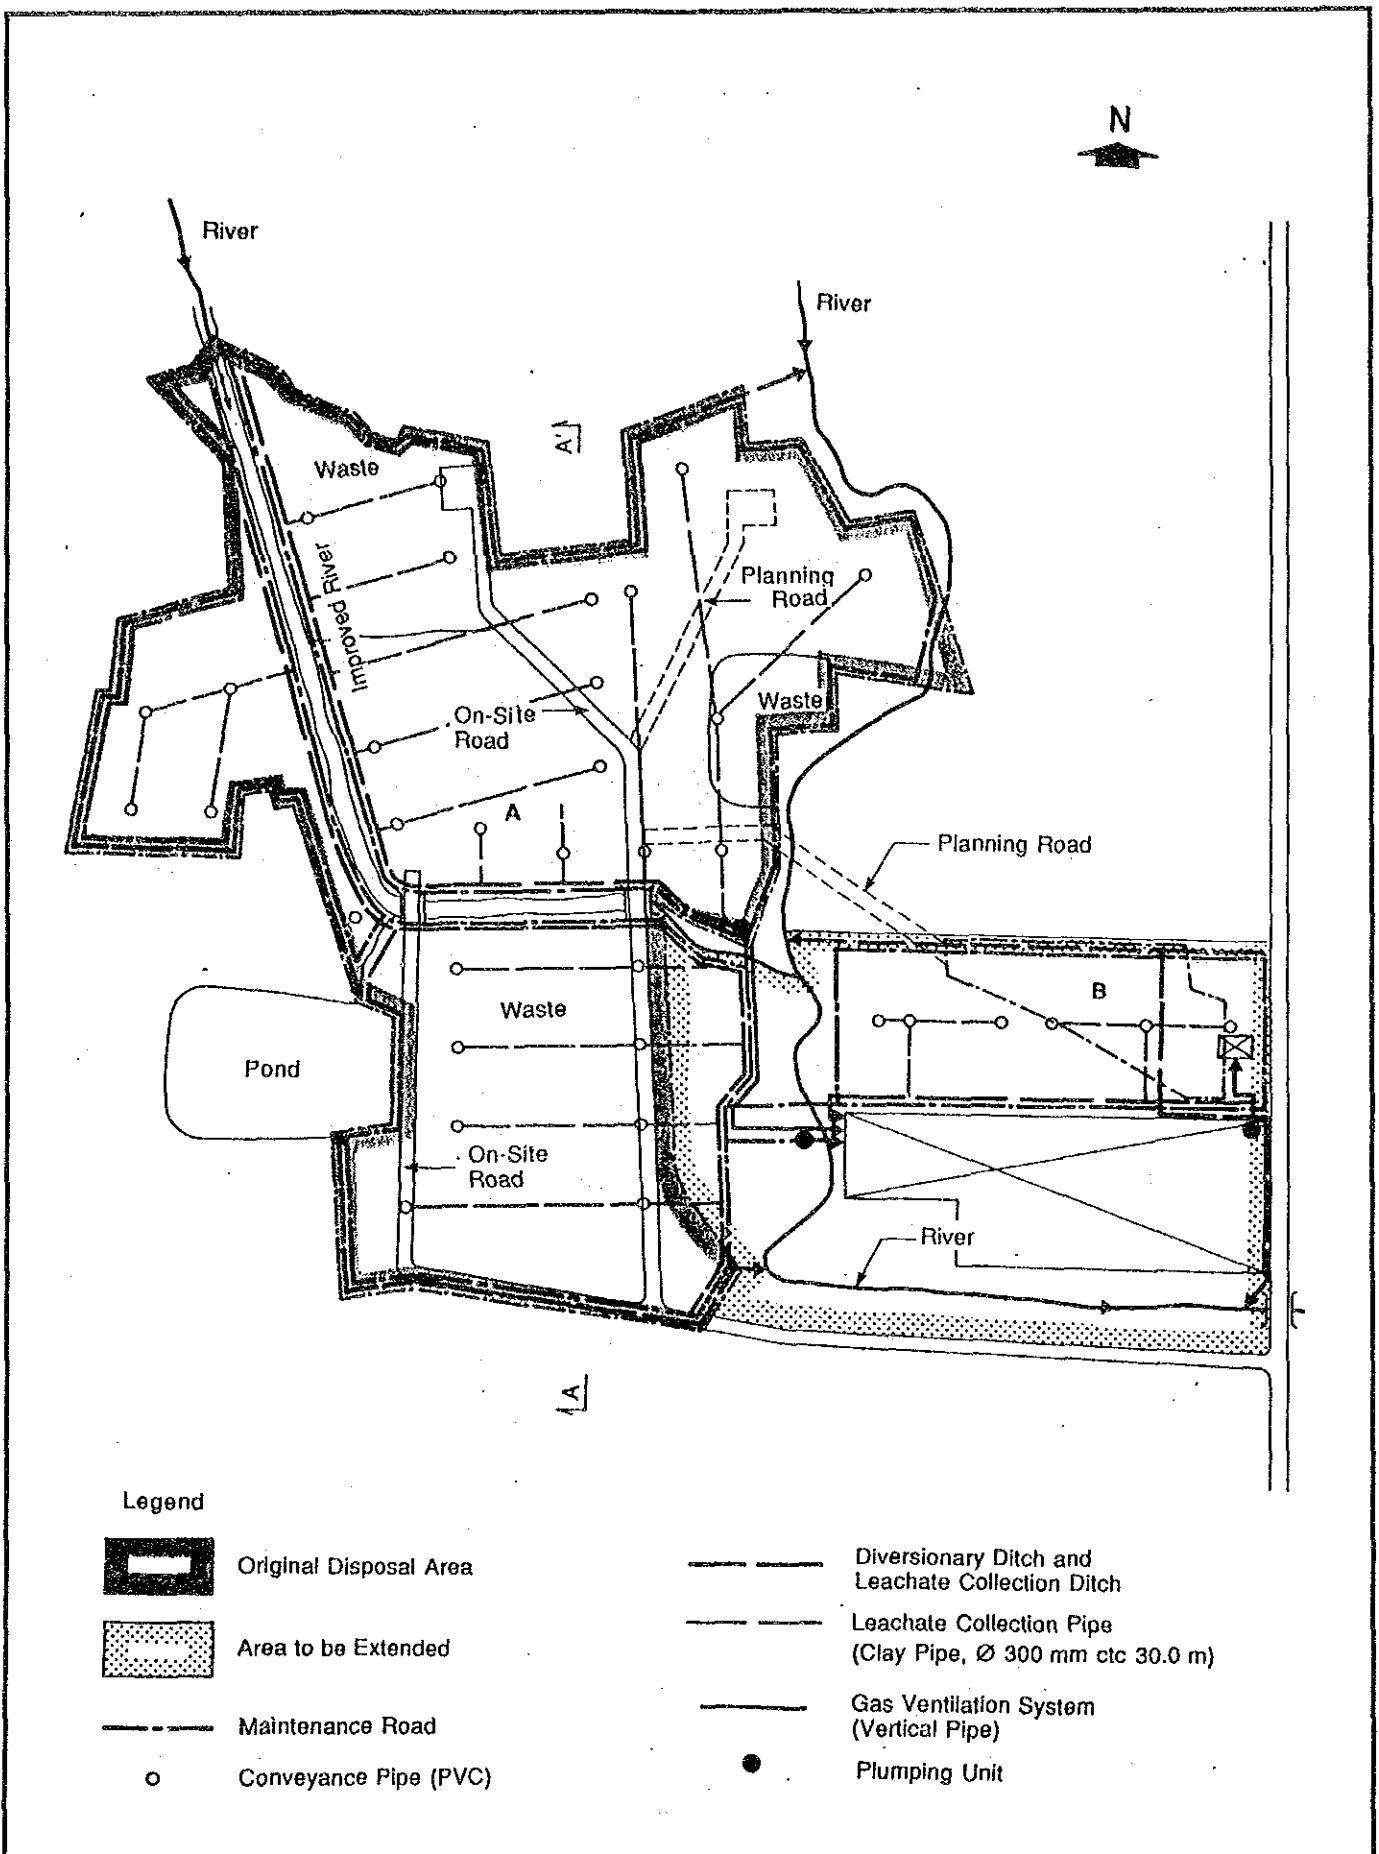 N
River
River
A'
Waste
Improved River
Planning
Road
Waste
On-Site
Road
A
Planning Road
B
Waste
Pond
On-Site
Road
River
A
Legend
Original Disposal Area
Area to be Extended
Maintenance Road
Conveyance Pipe (PVC)
Diversionary Ditch and
Leachate Collection Ditch
Leachate Collection Pipe
(Clay Pipe, Ø 300 mm ctc 30.0 m)
Gas Ventilation System
(Vertical Pipe)
Plumping Unit